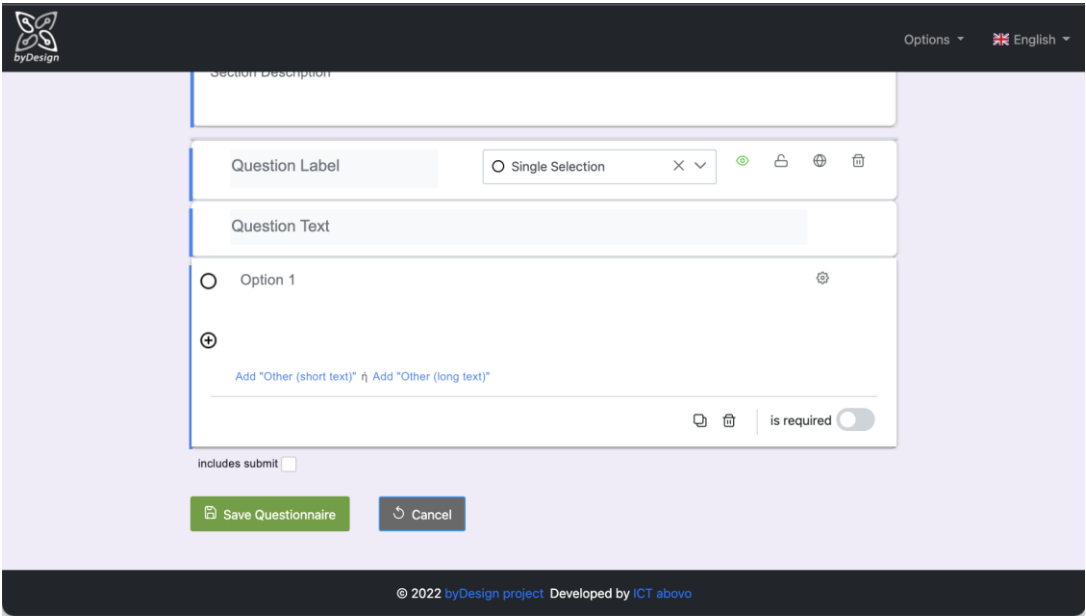 byDesign
Options
English
Section Description
Question Label
Single Selection
Question Text
Option 1
Add "Other (short text)" ή Add "Other (long text)"
is required
includes submit
Save Questionnaire
Cancel
© 2022 byDesign project Developed by ICT abovo